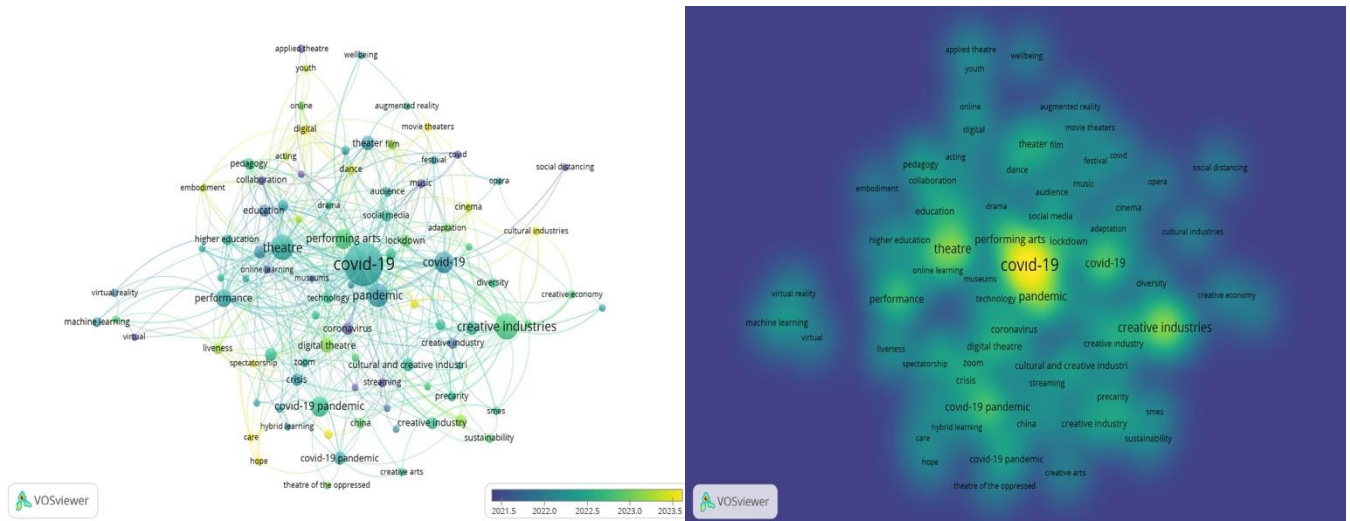 applied theatre
wellbeing
youth
online
augmented reality
digital
movie theaters
theater film
acting
festival covid
pedagogy
social distancing
dance
collaboration
music
opera
embodiment
audience
education
drama
cinema
social media
adaptation
cultural industries
higher education
theatre
performing arts
lockdown
covid-19
covid-19
online learning
museums
diversity
virtual reality
performance
technology
pandemic
creative economy
machine learning
virtual
coronavirus
creative industries
liveness
digital theatre
creative industry
spectatorship
zoom
cultural and creative industri
crisis
streaming
precarity
covid-19 pandemic
smes
hybrid learning
china
creative industry
care
sustainability
hope
covid-19 pandemic
creative arts
theatre of the oppressed
VOSviewer
2021.5 2022.0 2022.5 2023.0 2023.5
applied theatre
wellbeing
youth
online
augmented reality
digital
movie theaters
theater film
acting
festival covid
pedagogy
social distancing
dance
collaboration
music
opera
embodiment
audience
education
drama
cinema
social media
adaptation
cultural industries
higher education
theatre
performing arts
lockdown
covid-19
covid-19
online learning
museums
diversity
virtual reality
performance
technology
pandemic
creative economy
machine learning
virtual
coronavirus
creative industries
liveness
digital theatre
creative industry
spectatorship
zoom
cultural and creative industri
crisis
streaming
precarity
covid-19 pandemic
smes
hybrid learning
china
creative industry
care
sustainability
hope
covid-19 pandemic
creative arts
theatre of the oppressed
VOSviewer